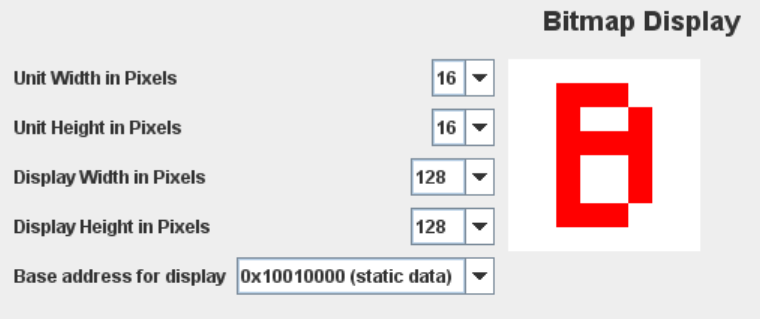 Bitmap Display
Unit Width in Pixels 16
Unit Height in Pixels 16
Display Width in Pixels 128
Display Height in Pixels 128
Base address for display 0x10010000 (static data)
B